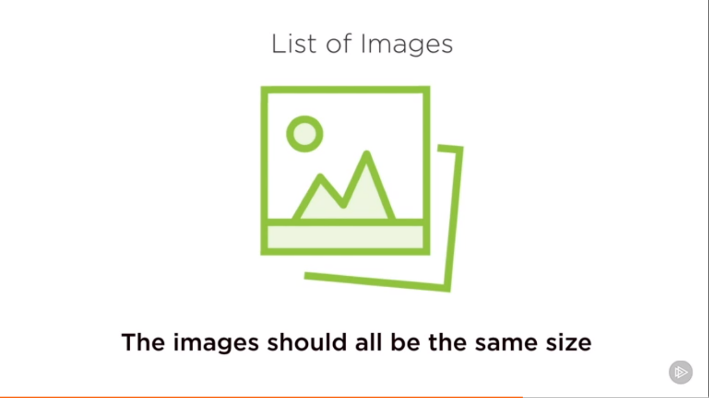 List of Images
The images should all be the same size